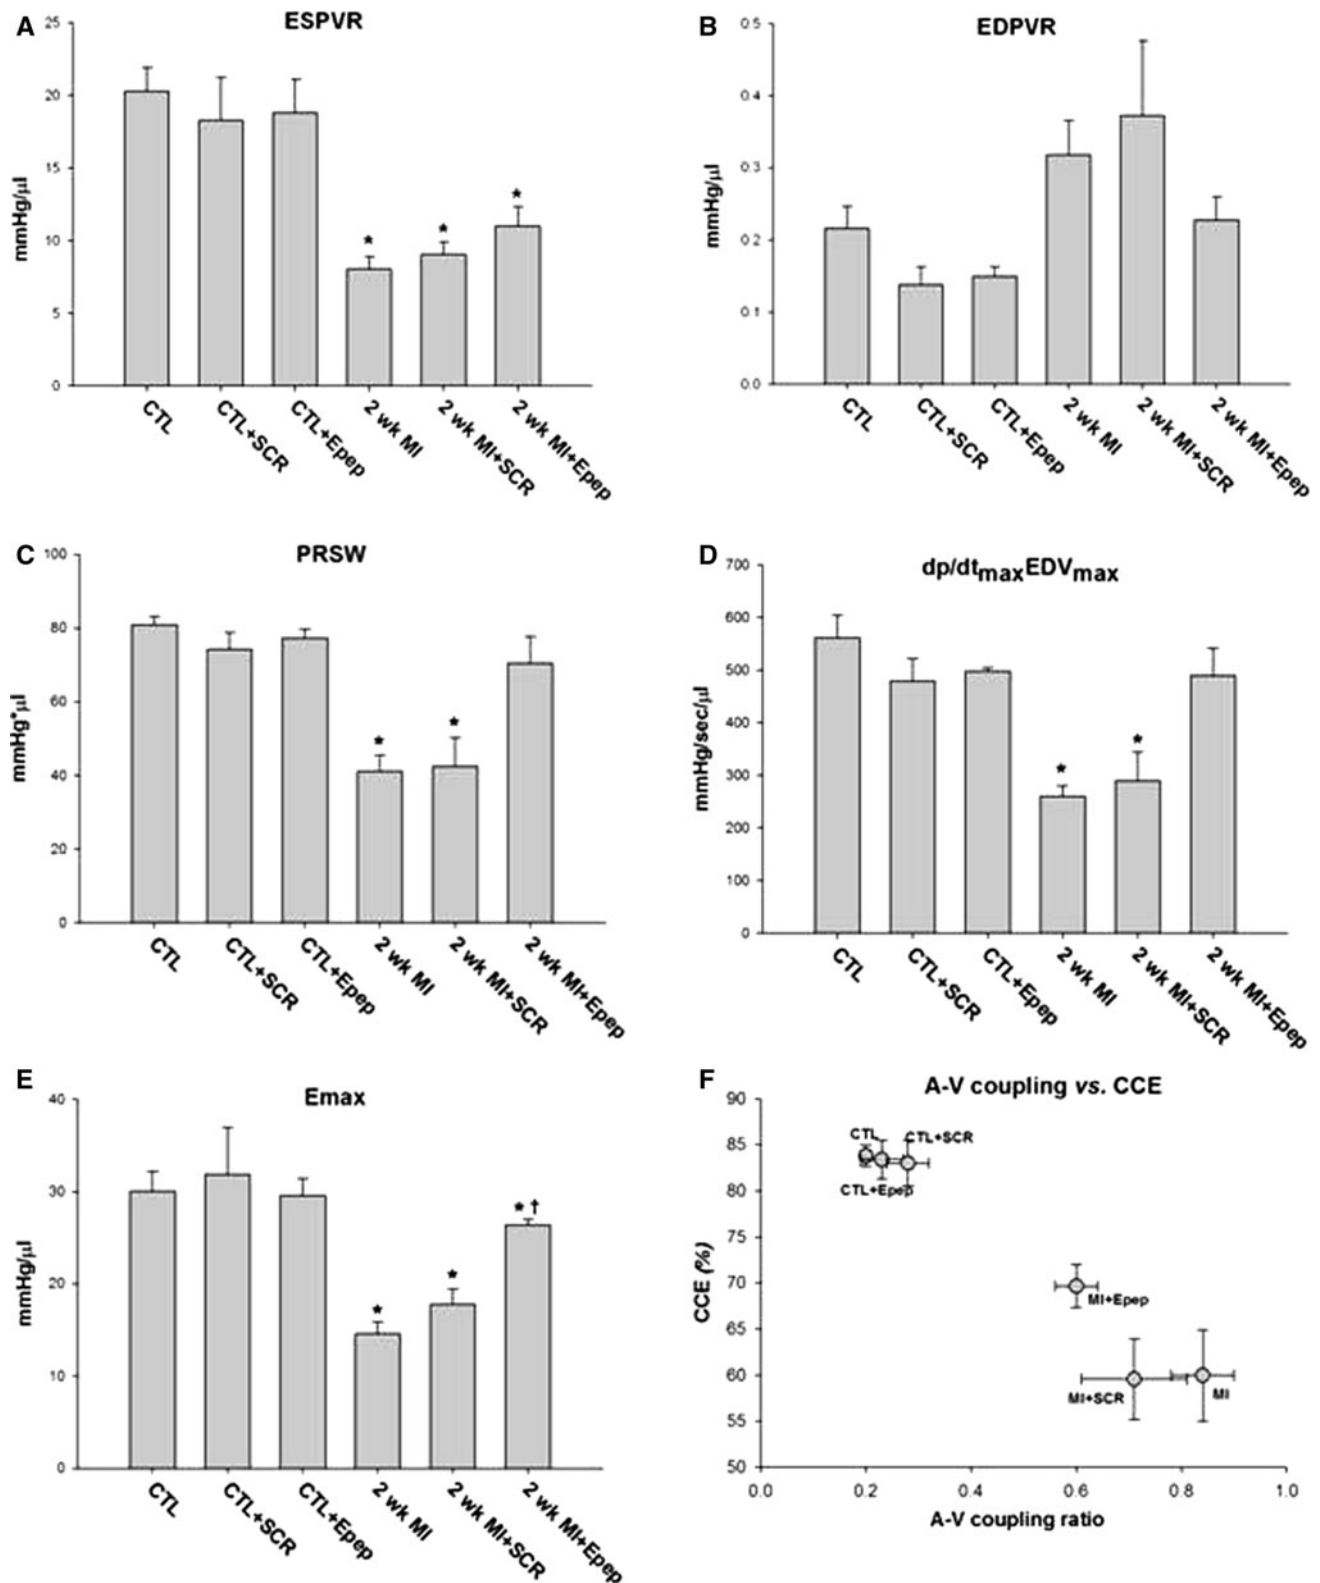 A
ESPVR
25
20
15
10
5
0
mmHg/µl
*
*
*
CTL
CTL+SCR
CTL+Epep
2 wk MI
2 wk MI+SCR
2 wk MI+Epep
B
EDPVR
0.5
0.4
0.3
0.2
0.1
0.0
mmHg/µl
CTL
CTL+SCR
CTL+Epep
2 wk MI
2 wk MI+SCR
2 wk MI+Epep
C
PRSW
100
80
60
40
20
0
mmHg*µl
*
*
CTL
CTL+SCR
CTL+Epep
2 wk MI
2 wk MI+SCR
2 wk MI+Epep
D
dp/dtmaxEDVmax
700
600
500
400
300
200
100
0
mmHg/sec/µl
*
*
CTL
CTL+SCR
CTL+Epep
2 wk MI
2 wk MI+SCR
2 wk MI+Epep
E
Emax
40
30
20
10
0
mmHg/µl
*
*
* †
CTL
CTL+SCR
CTL+Epep
2 wk MI
2 wk MI+SCR
2 wk MI+Epep
F
A-V coupling vs. CCE
90
85
80
75
70
65
60
55
50
CCE (%)
CTL
CTL+SCR
CTL+Epep
MI+Epep
MI+SCR
MI
0.0
0.2
0.4
0.6
0.8
1.0
A-V coupling ratio